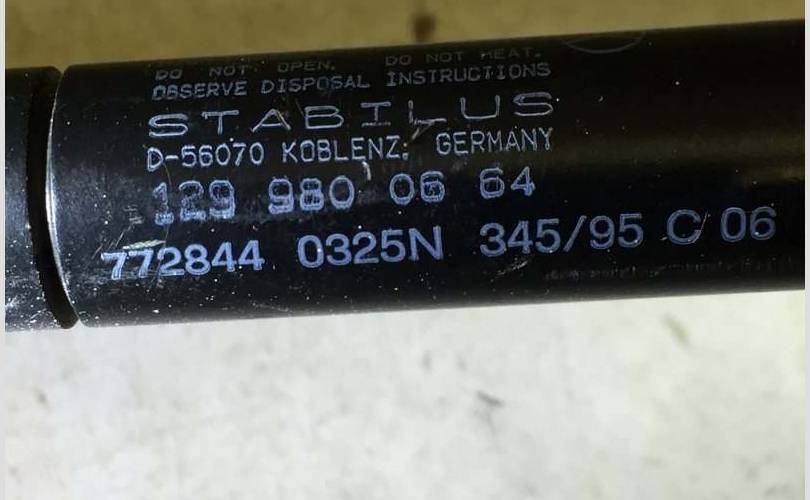 DO NOT OPEN. DO NOT HEAT.
OBSERVE DISPOSAL INSTRUCTIONS
STABILUS
D-56070 KOBLENZ, GERMANY
129 980 06 64
772844 0325N 345/95 C/06